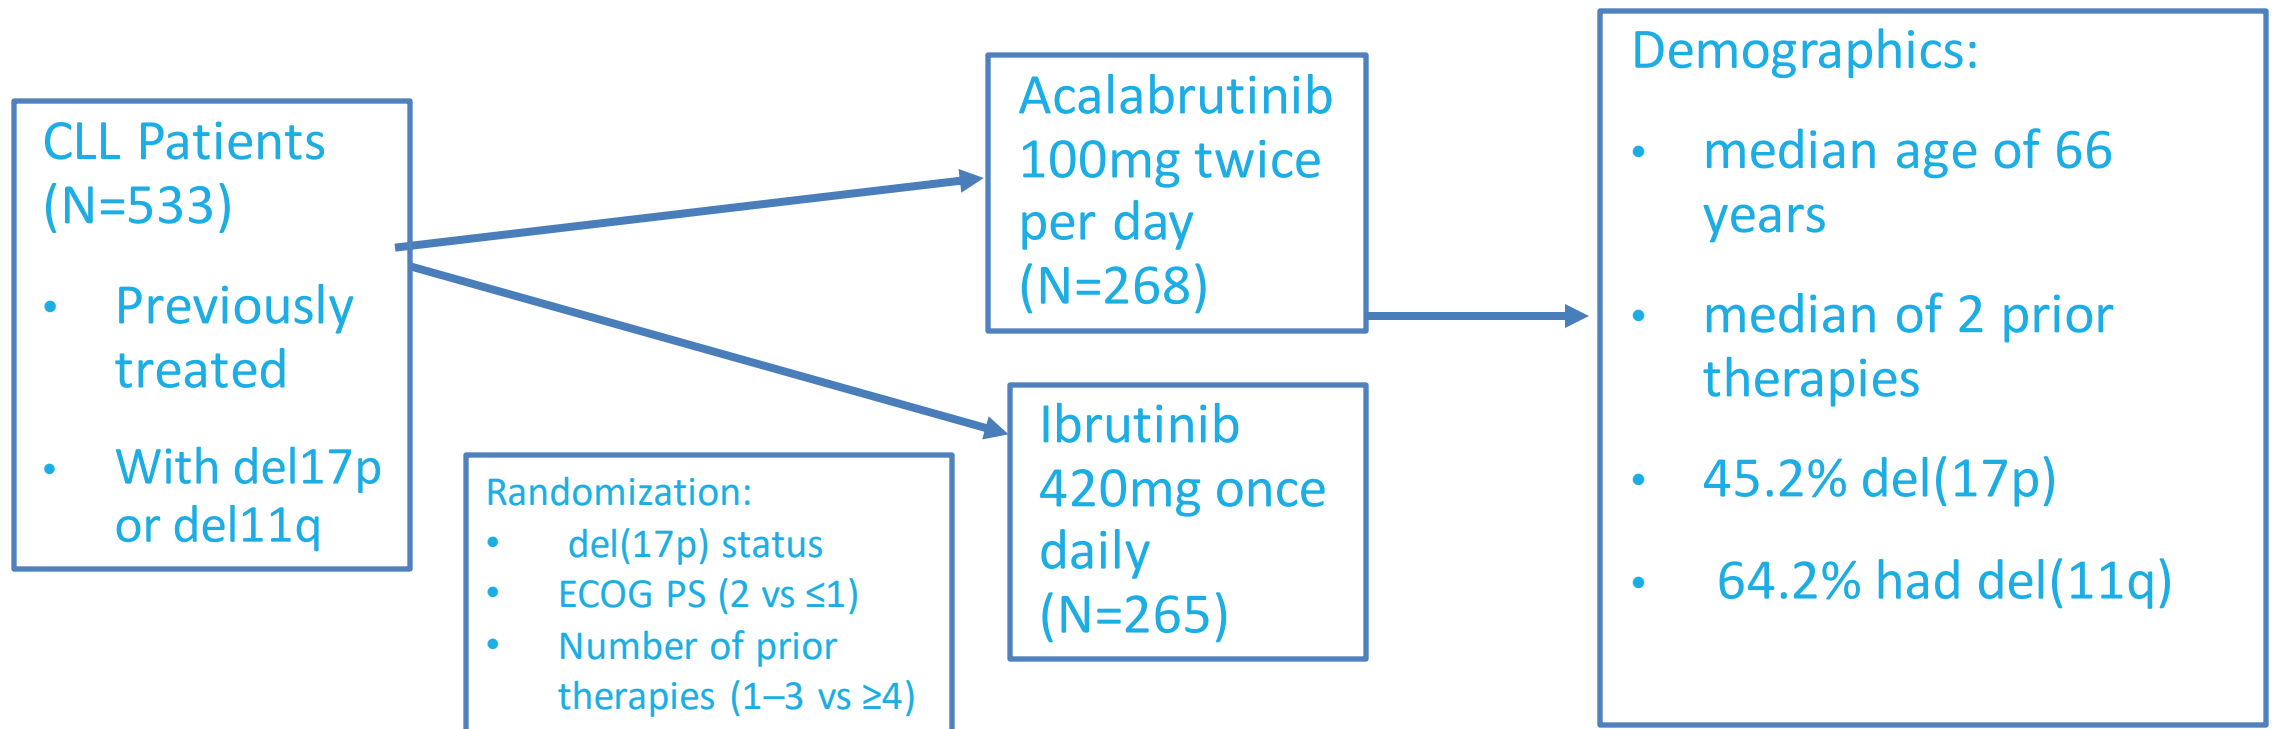 CLL Patients
(N=533)
• Previously
treated
• With del17p
or del11q
Randomization:
• del(17p) status
• ECOG PS (2 vs ≤1)
• Number of prior
therapies (1–3 vs ≥4)
Acalabrutinib
100mg twice
per day
(N=268)
Ibrutinib
420mg once
daily
(N=265)
Demographics:
• median age of 66
years
• median of 2 prior
therapies
• 45.2% del(17p)
• 64.2% had del(11q)